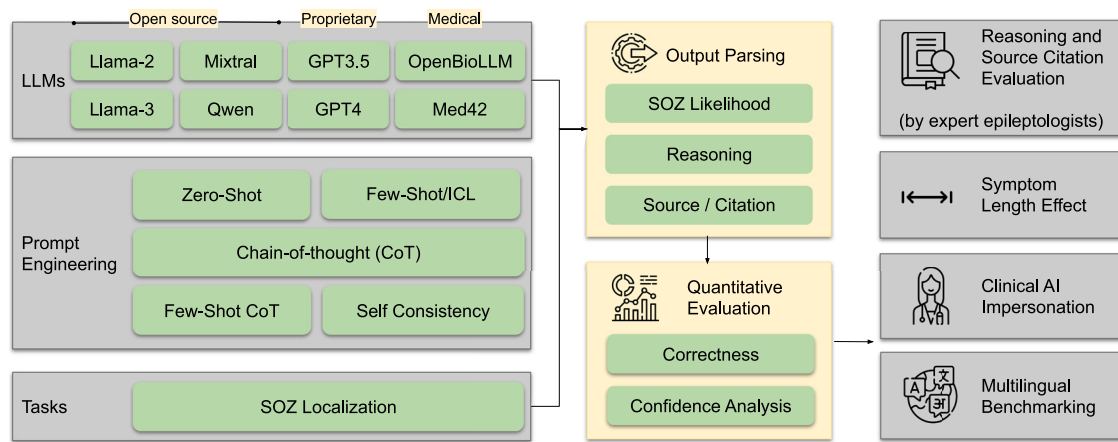 Open source
Proprietary
Medical
LLMs
Llama-2
Mixtral
GPT3.5
OpenBioLLM
Llama-3
Qwen
GPT4
Med42
Prompt
Engineering
Zero-Shot
Few-Shot/ICL
Chain-of-thought (CoT)
Few-Shot CoT
Self Consistency
Tasks
SOZ Localization
Output Parsing
SOZ Likelihood
Reasoning
Source / Citation
Quantitative
Evaluation
Correctness
Confidence Analysis
Reasoning and
Source Citation
Evaluation
(by expert epileptologists)
Symptom
Length Effect
Clinical AI
Impersonation
A
文
अ
Multilingual
Benchmarking